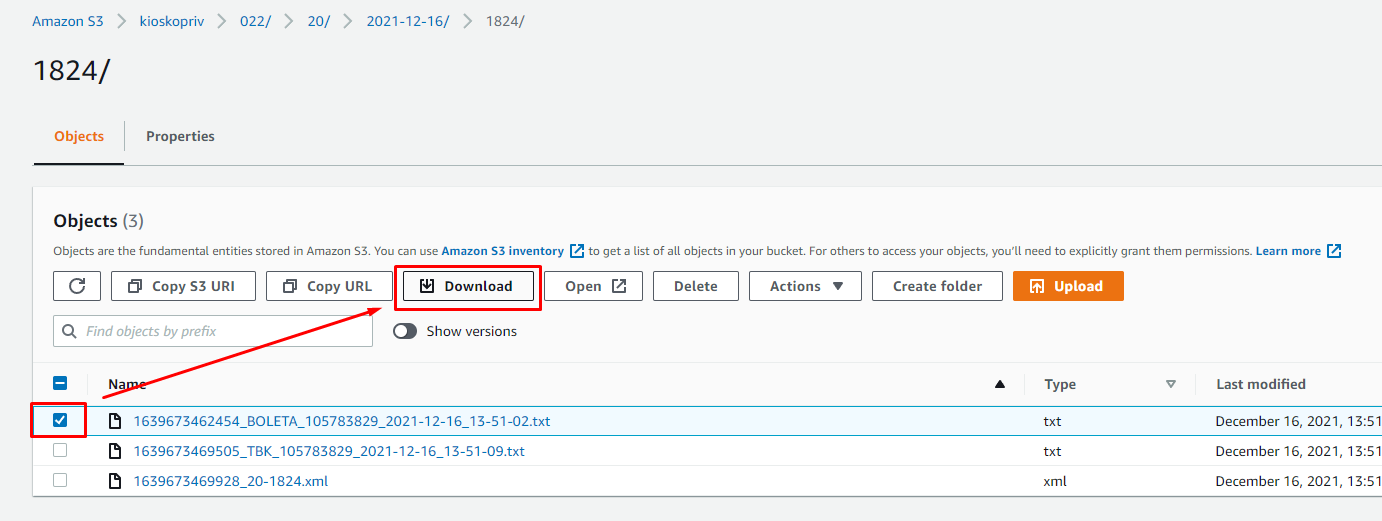 Amazon S3 > kioskopriv > 022/ > 20/ > 2021-12-16/ > 1824/
1824/
Objects Properties
Objects (3)
Objects are the fundamental entities stored in Amazon S3. You can use Amazon S3 inventory to get a list of all objects in your bucket. For others to access your objects, you'll need to explicitly grant them permissions. Learn more
Copy S3 URI Copy URL Download Open Delete Actions Create folder Upload
Find objects by prefix Show versions
Name Type Last modified
1639673462454_BOLETA_105783829_2021-12-16_13-51-02.txt txt December 16, 2021, 13:51
1639673469505_TBK_105783829_2021-12-16_13-51-09.txt txt December 16, 2021, 13:51
1639673469928_20-1824.xml xml December 16, 2021, 13:51